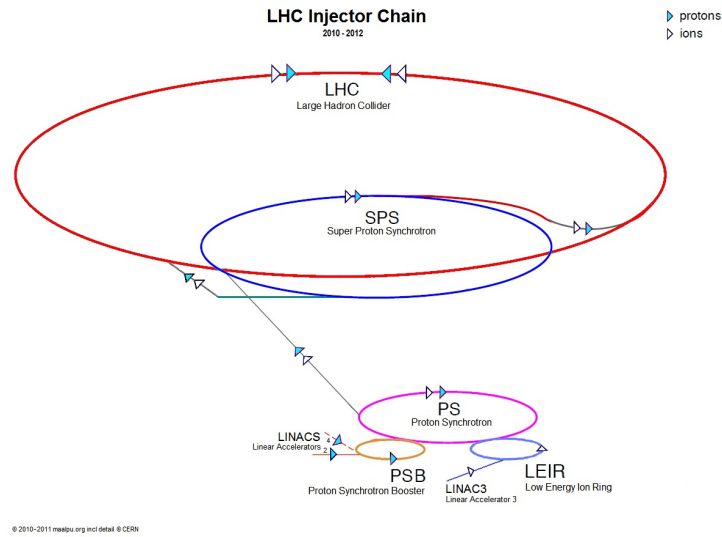 LHC Injector Chain
2010 - 2012
protons
ions
LHC
Large Hadron Collider
SPS
Super Proton Synchrotron
PS
Proton Synchrotron
LINACS
Linear Accelerators
4
2
PSB
Proton Synchrotron Booster
LINAC3
Linear Accelerator 3
LEIR
Low Energy Ion Ring
© 2010-2011 maalpu.org incl detail © CERN